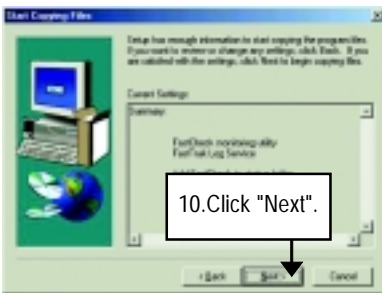 Start Copying Files
Setup has enough information to start copying the program files.
If you want to review or change any settings, click Back. If you
are satisfied with the settings, click Next to begin copying files.
Current Settings:
Summary:
FastCheck monitoring utility
FastTrak Log Service
10.Click "Next".
< Back
Next >
Cancel